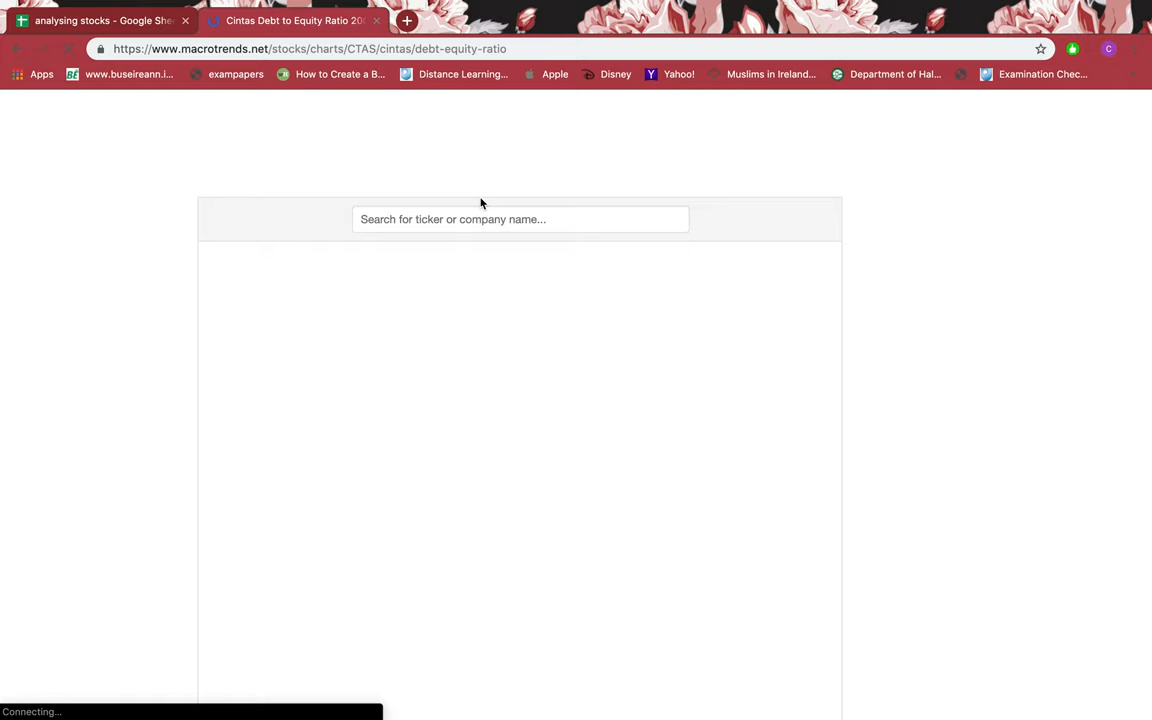 analysing stocks - Google She
Cintas Debt to Equity Ratio 200
https://www.macrotrends.net/stocks/charts/CTAS/cintas/debt-equity-ratio
C
Apps
BÉ www.buseireann.i...
exampapers
How to Create a B...
Distance Learning...
Apple
Disney
Y Yahoo!
Muslims in Ireland...
Department of Hal...
Examination Chec...
Search for ticker or company name...
Connecting...